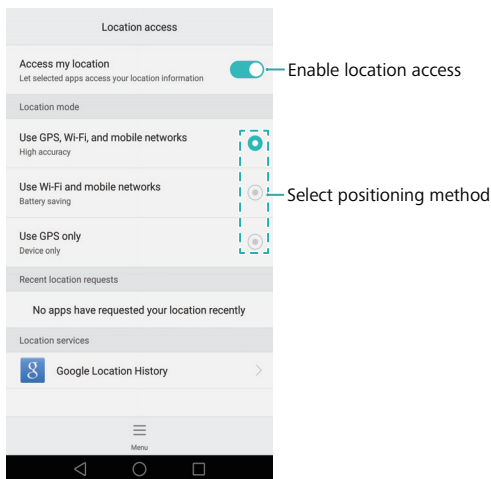 Location access
Access my location
Let selected apps access your location information
Enable location access
Location mode
Use GPS, Wi-Fi, and mobile networks
High accuracy
Use Wi-Fi and mobile networks
Battery saving
Select positioning method
Use GPS only
Device only
Recent location requests
No apps have requested your location recently
Location services
g
Google Location History
Menu